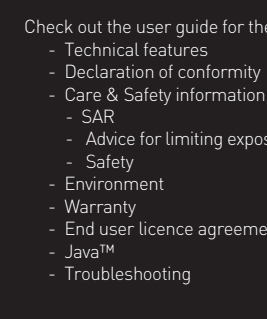 Check out the user guide for the
- Technical features
- Declaration of conformity
- Care & Safety information
- SAR
- Advice for limiting expos
- Safety
- Environment
- Warranty
- End user licence agreeme
- Java™
- Troubleshooting